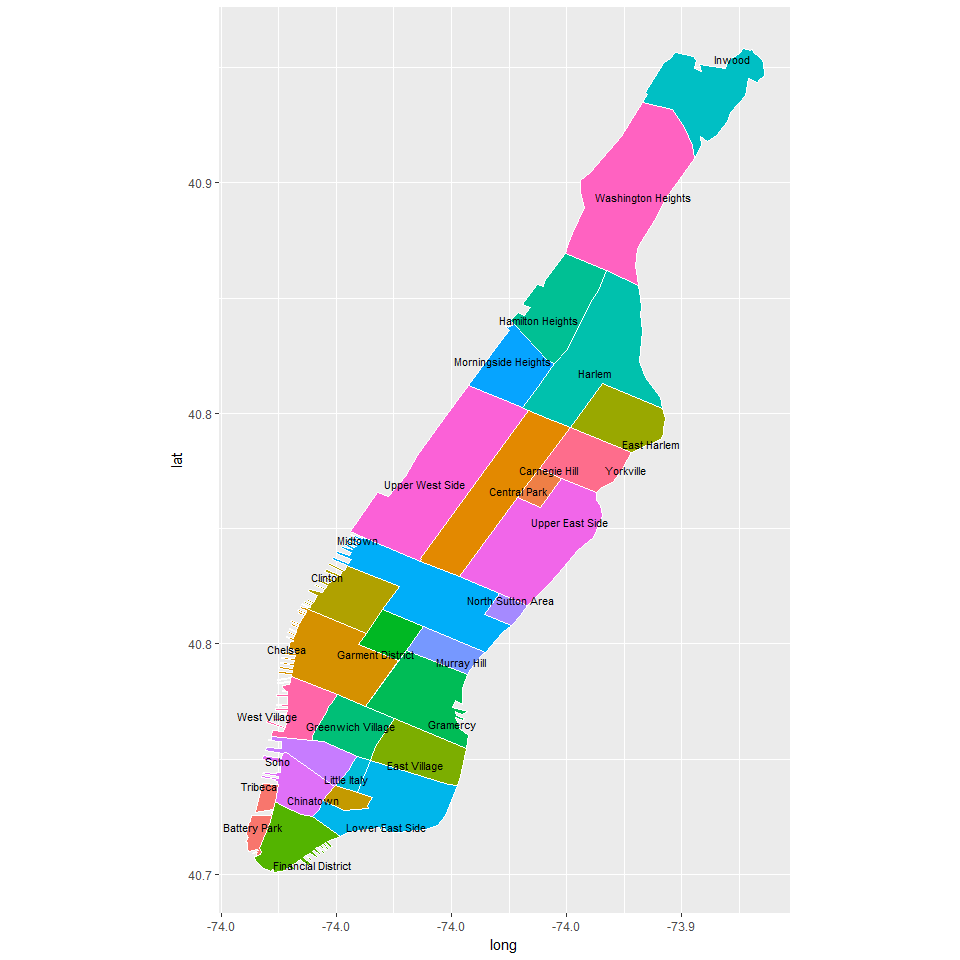 Inwood
40.9
Washington Heights
Hamilton Heights
Morningside Heights
Harlem
40.8
East Harlem
Carnegie Hill
Yorkville
lat
Upper West Side
Central Park
Upper East Side
Midtown
Clinton
North Sutton Area
40.8
Chelsea
Garment District
Murray Hill
West Village
Greenwich Village
Gramercy
Soho
East Village
Little Italy
Tribeca
Chinatown
Battery Park
Lower East Side
Financial District
40.7
-74.0
-74.0
-74.0
-74.0
-73.9
long